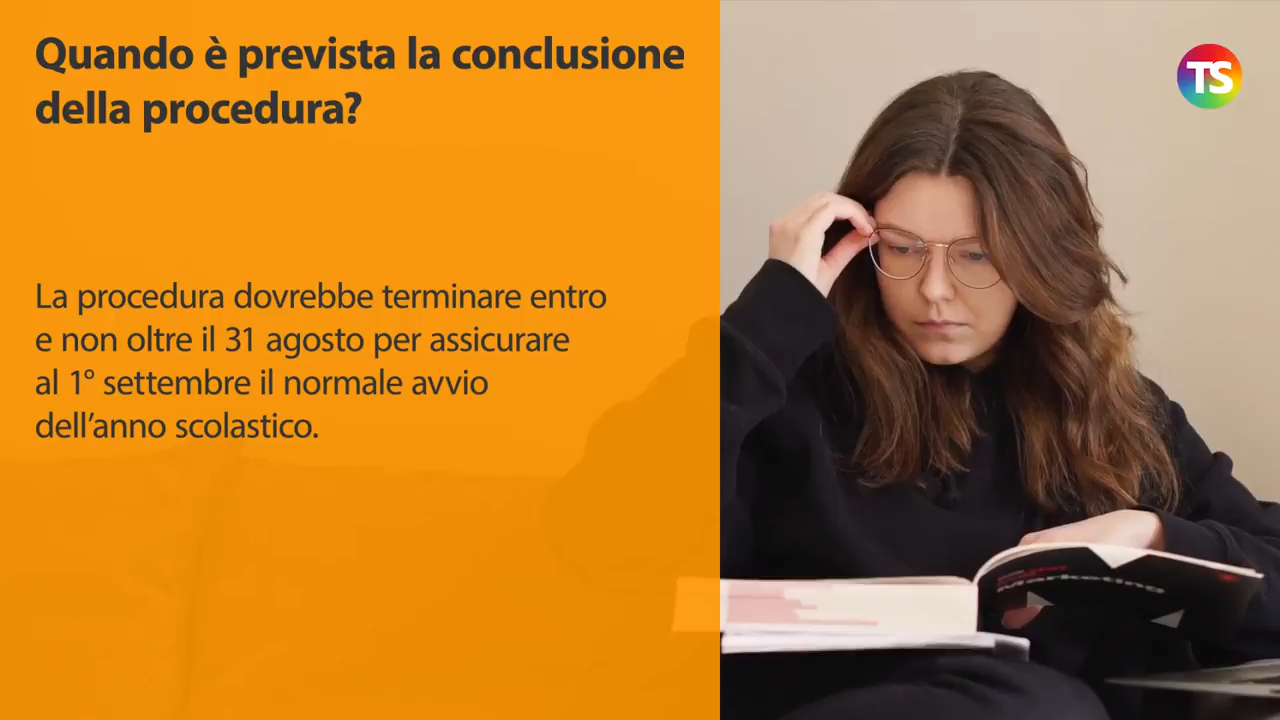 Quando è prevista la conclusione
della procedura?
TS
La procedura dovrebbe terminare entro
e non oltre il 31 agosto per assicurare
al 1° settembre il normale avvio
dell’anno scolastico.
Marketing